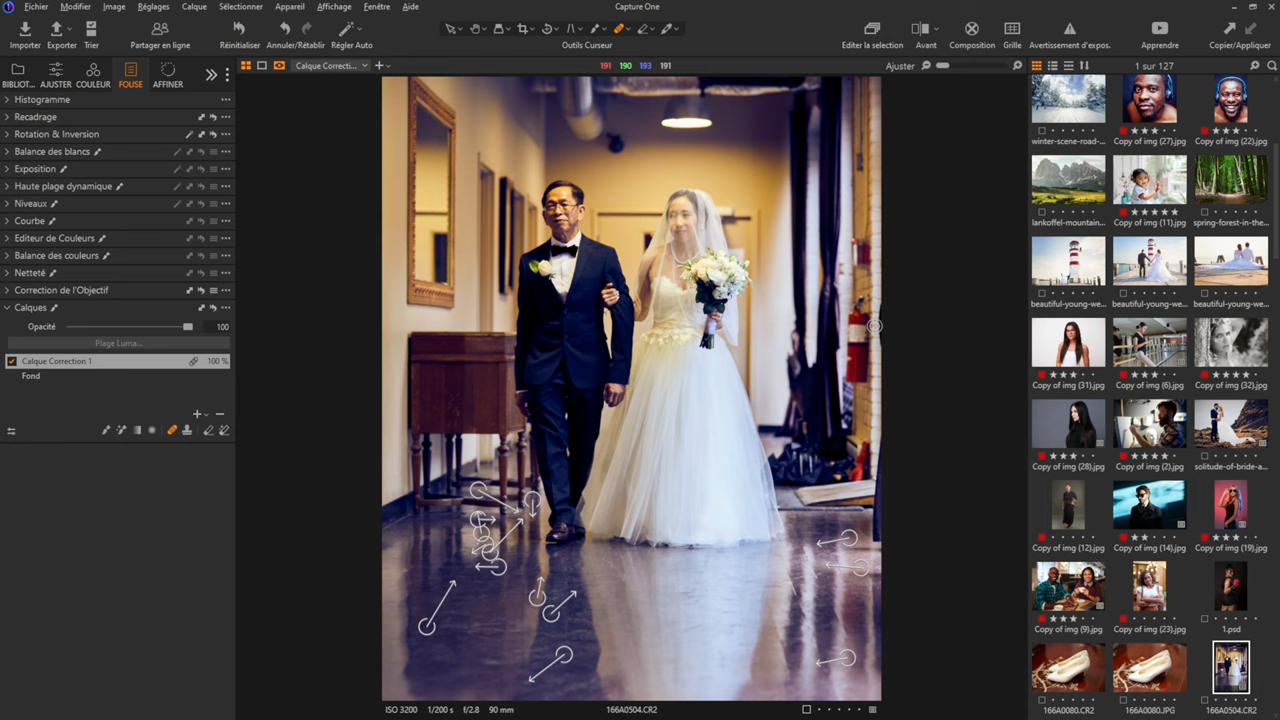 Fichier Modifier Image Réglages Calque Sélectionner Appareil Affichage Fenêtre Aide
Capture One
Importer Exporter Trier
Partager en ligne
Réinitialiser Annuler/Rétablir Régler Auto
Outils Curseur
Editer la selection Avant Composition Grille Avertissement d'expos. Apprendre Copier/Appliquer
Calque Correcti...
191 190 193 191
Ajuster
1 sur 127
BIBLIOT... AJUSTER COULEUR FOUSE AFFINER
Histogramme
Recadrage
Rotation & Inversion
Balance des blancs
Exposition
Haute plage dynamique
Niveaux
Courbe
Editeur de Couleurs
Balance des couleurs
Netteté
Correction de l'Objectif
Calques
Opacité 100
Plage Luma...
Calque Correction 1 100 %
Fond
winter-scene-road-... Copy of img (27).jpg Copy of img (22).jpg
lankoffel-mountain... Copy of img (11).jpg spring-forest-in-the...
beautiful-young-we... beautiful-young-we... beautiful-young-we...
Copy of img (31).jpg Copy of img (6).jpg Copy of img (32).jpg
Copy of img (28).jpg Copy of img (2).jpg solitude-of-bride-a...
Copy of img (12).jpg Copy of img (14).jpg Copy of img (19).jpg
Copy of img (9).jpg Copy of img (23).jpg 1.psd
166A0080.CR2 166A0080.JPG 166A0504.CR2
ISO 3200 1/200 s f/2.8 90 mm
166A0504.CR2